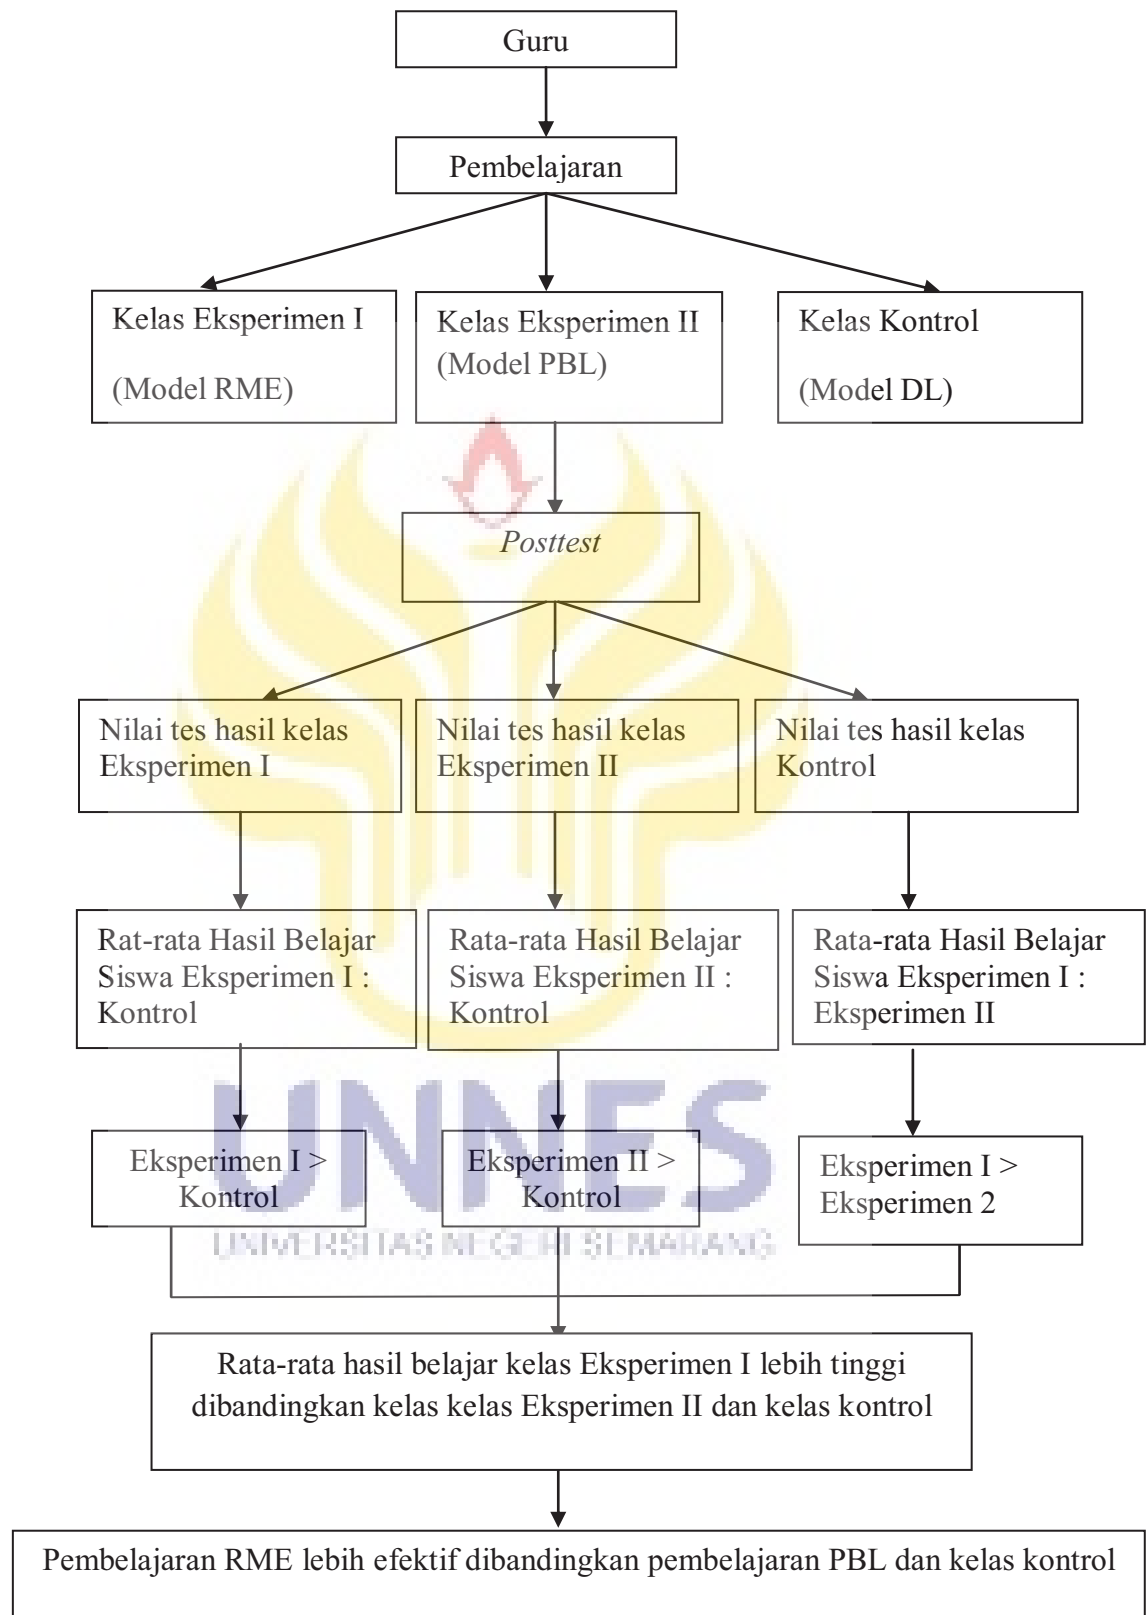 Guru
Pembelajaran
Kelas Eksperimen I
(Model RME)
Kelas Eksperimen II
(Model PBL)
Kelas Kontrol
(Model DL)
Posttest
Nilai tes hasil kelas
Eksperimen I
Nilai tes hasil kelas
Eksperimen II
Nilai tes hasil kelas
Kontrol
Rat-rata Hasil Belajar
Siswa Eksperimen I :
Kontrol
Rata-rata Hasil Belajar
Siswa Eksperimen II :
Kontrol
Rata-rata Hasil Belajar
Siswa Eksperimen I :
Eksperimen II
UNNES
Eksperimen I >
Kontrol
Eksperimen II >
Kontrol
Eksperimen I >
Eksperimen 2
UNIVERSITAS NEGERI SEMARANG
Rata-rata hasil belajar kelas Eksperimen I lebih tinggi
dibandingkan kelas kelas Eksperimen II dan kelas kontrol
Pembelajaran RME lebih efektif dibandingkan pembelajaran PBL dan kelas kontrol